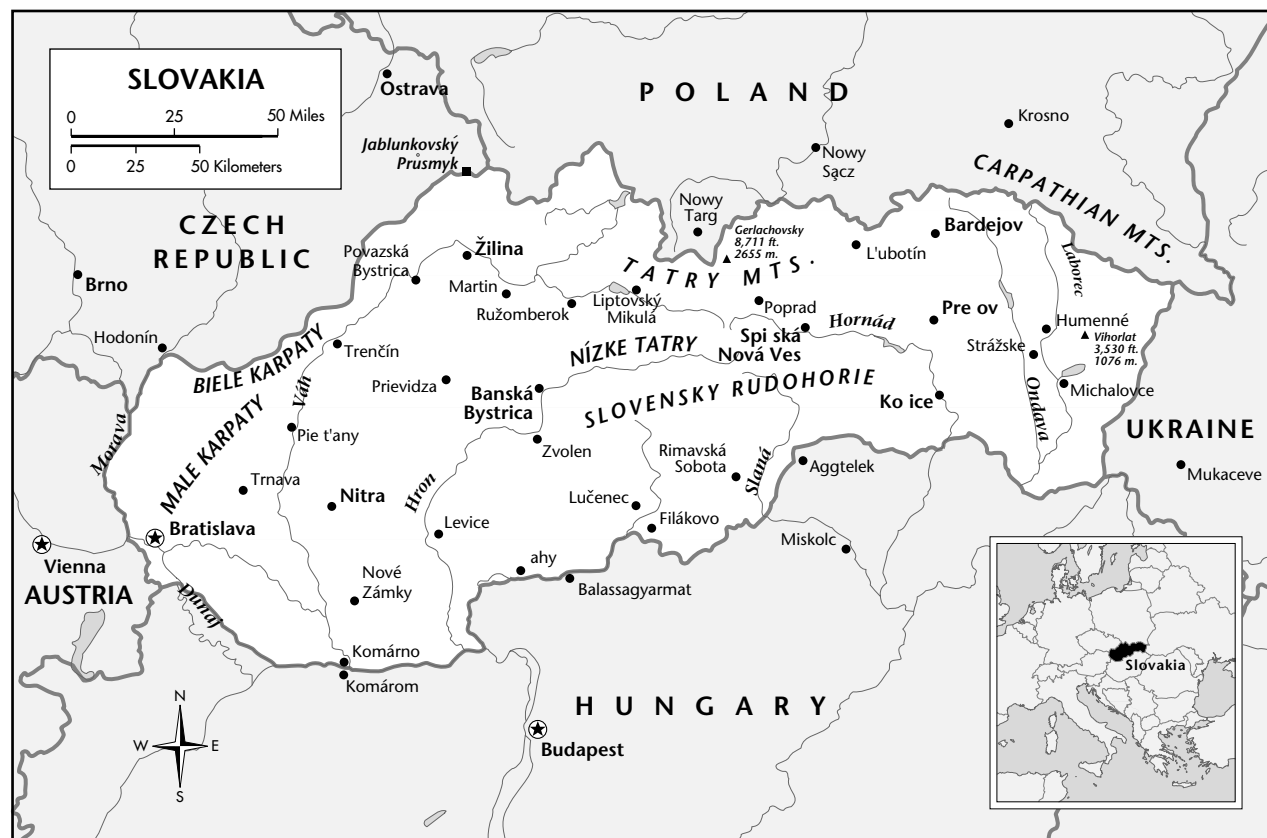 SLOVAKIA
0 25 50 Miles
0 25 50 Kilometers
Ostrava
Jablunkovský
Průsmyk
POLAND
Krosno
Nowy
Sącz
CARPATHIAN MTS.
CZECH
REPUBLIC
Nowy
Targ
Gerlachovsky
8,711 ft.
2655 m.
Bardejov
L'ubotín
Laborec
Povazská
Bystrica
Žilina
TATRY MTS.
Brno
Martin
Ružomberok
Liptovský
Mikulá
Poprad
Hornád
Pre ov
Humenné
Vihorlat
3,530 ft.
1076 m.
Hodonín
Trenčín
BIELE KARPATY
NÍZKE TATRY
Spi ská
Nová Ves
Strážske
Váh
Prievidza
Banská
Bystrica
SLOVENSKY RUDOHORIE
Ko ice
Michalovce
Ondava
Morava
MALE KARPATY
Pie t'any
Zvolen
Rimavská
Sobota
Slaná
Aggtelek
UKRAINE
Mukaceve
Trnava
Nitra
Hron
Lučenec
Bratislava
Levice
Filákovo
Miskolc
Vienna
AUSTRIA
Dunaj
Nové
Zámky
ahy
Balassagyarmat
Komárno
Komárom
HUNGARY
Budapest
N
W E
S
Slovakia